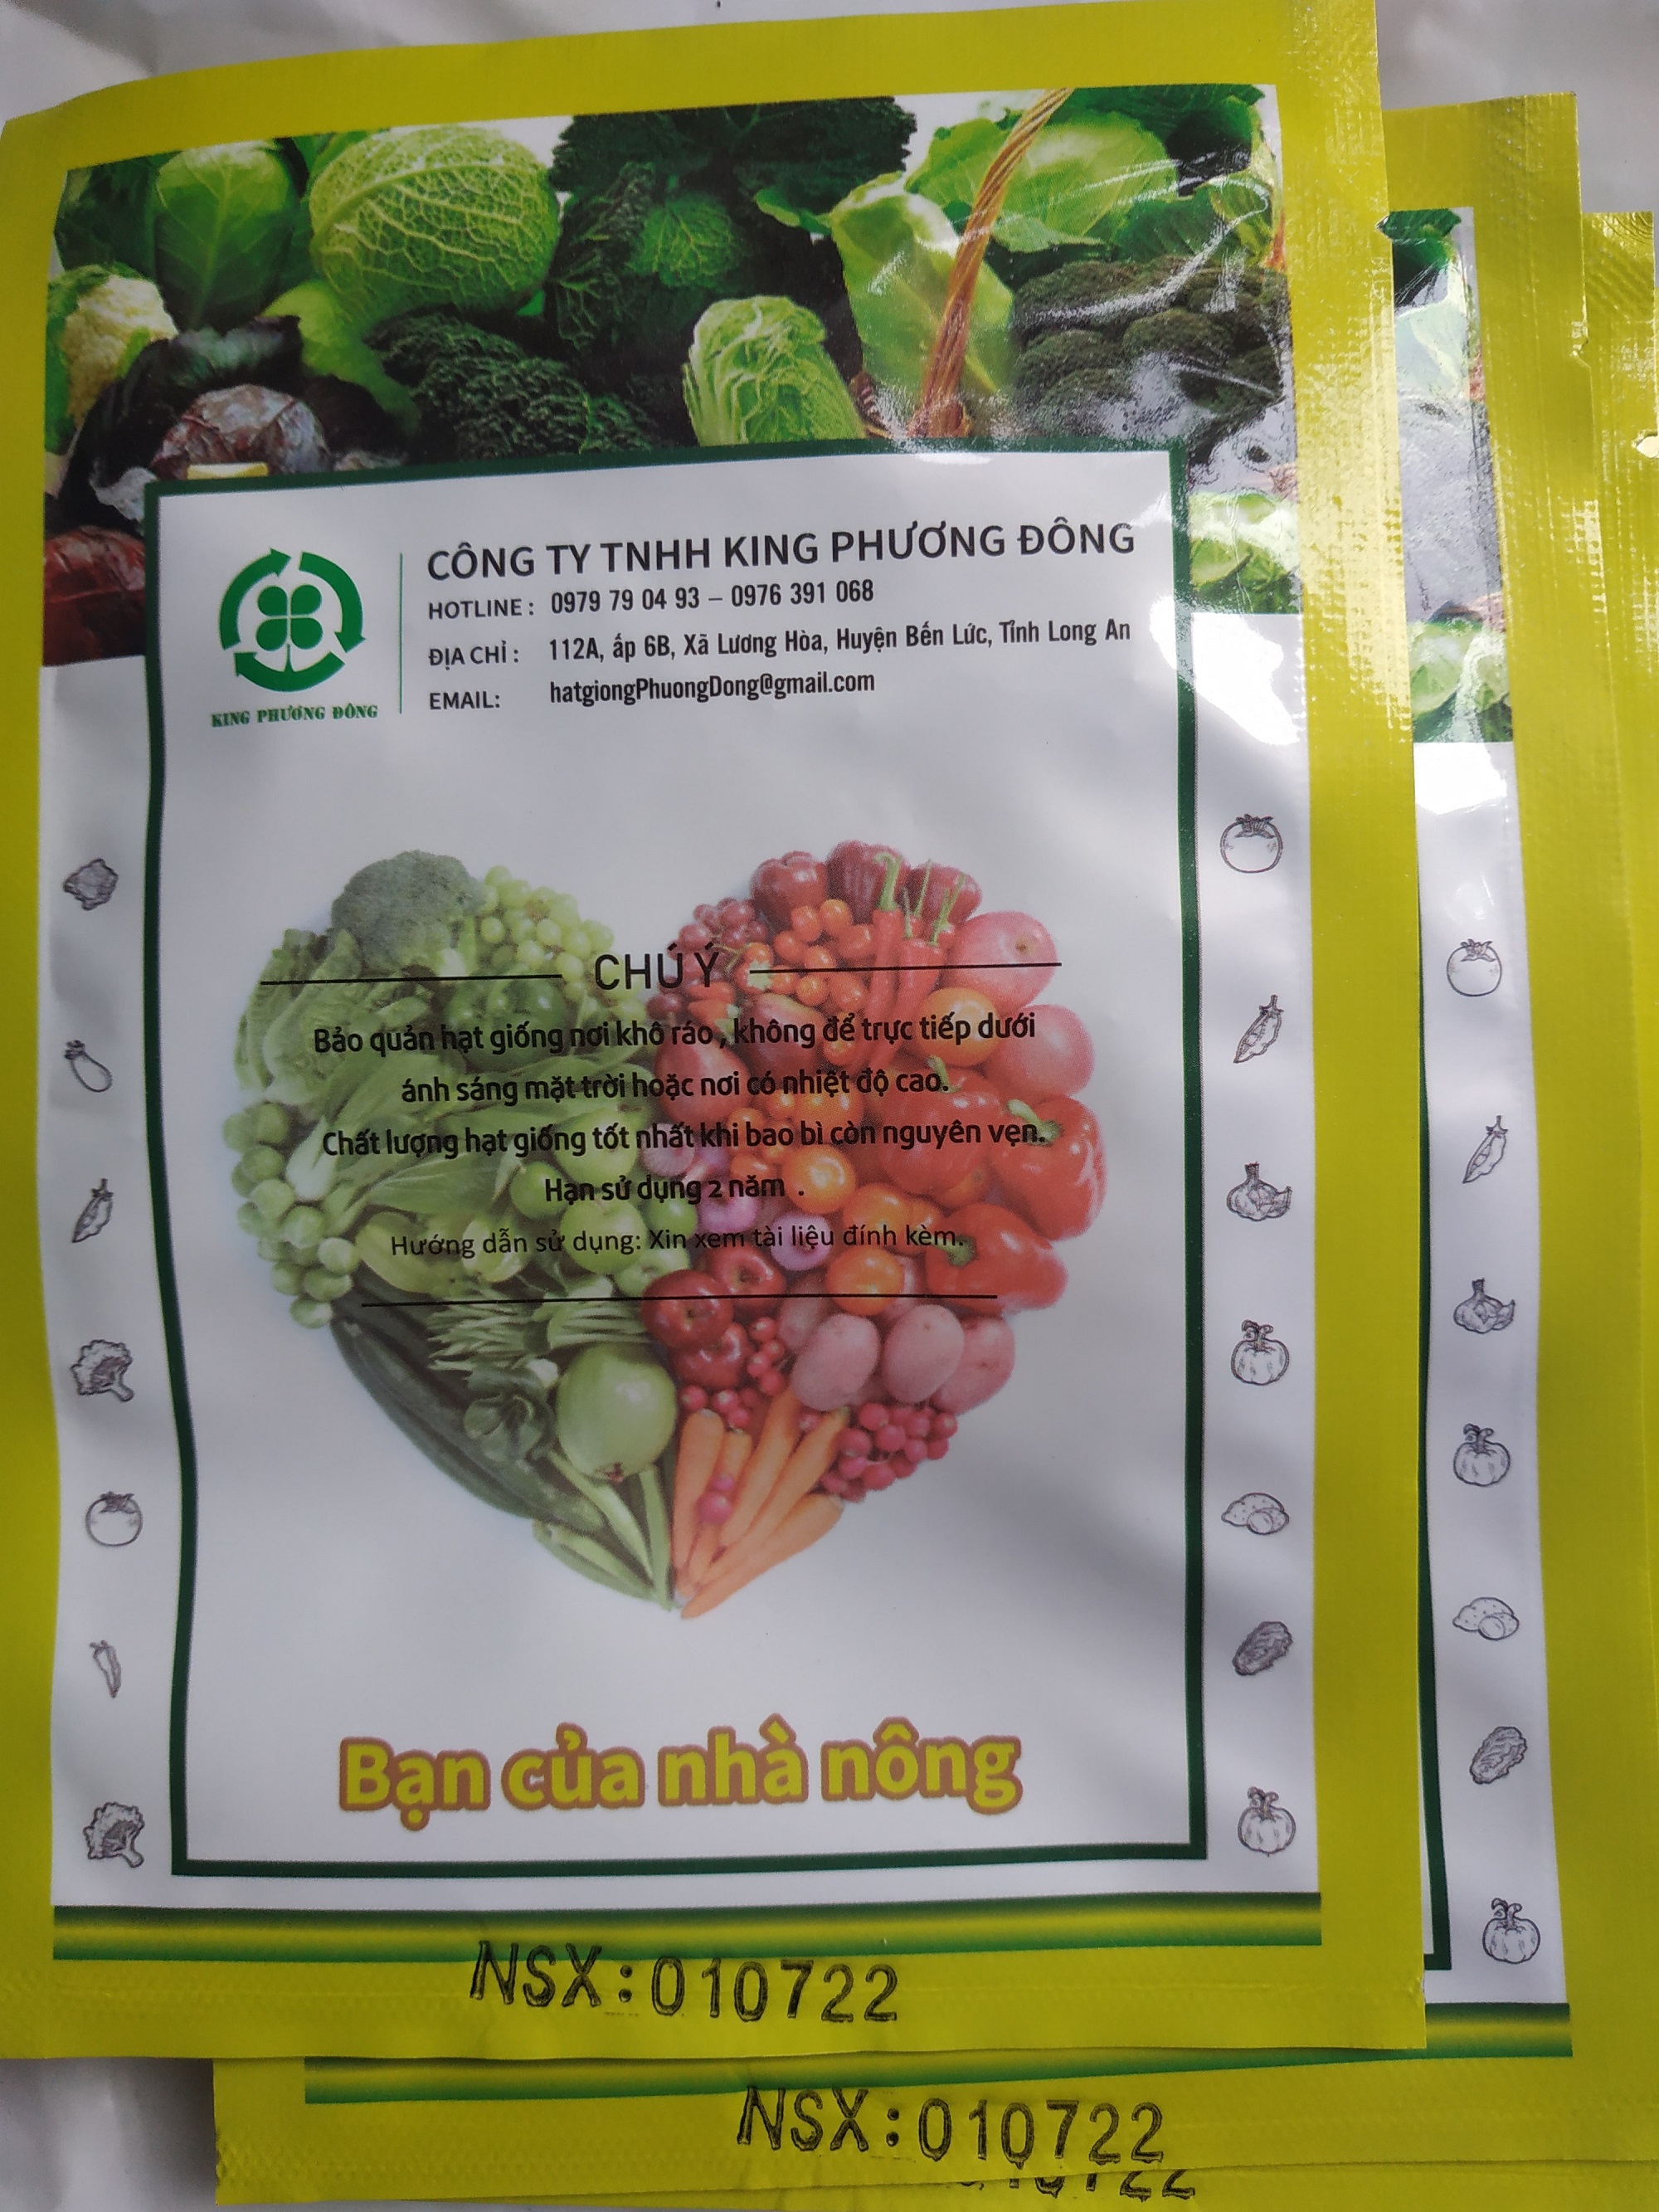 CÔNG TY TNHH KING PHƯƠNG ĐÔNG
HOTLINE : 0979 79 04 93 – 0976 391 068
ĐỊA CHỈ : 112A, ấp 6B, Xã Lương Hòa, Huyện Bến Lức, Tỉnh Long An
EMAIL: hatgiongPhuongDong@gmail.com
KING PHƯƠNG ĐÔNG
CHÚ Ý
Bảo quản hạt giống nơi khô ráo , không để trực tiếp dưới
ánh sáng mặt trời hoặc nơi có nhiệt độ cao.
Chất lượng hạt giống tốt nhất khi bao bì còn nguyên vẹn.
Hạn sử dụng 2 năm .
Hướng dẫn sử dụng: Xin xem tài liệu đính kèm.
Bạn của nhà nông
NSX:010722
NSX:010722